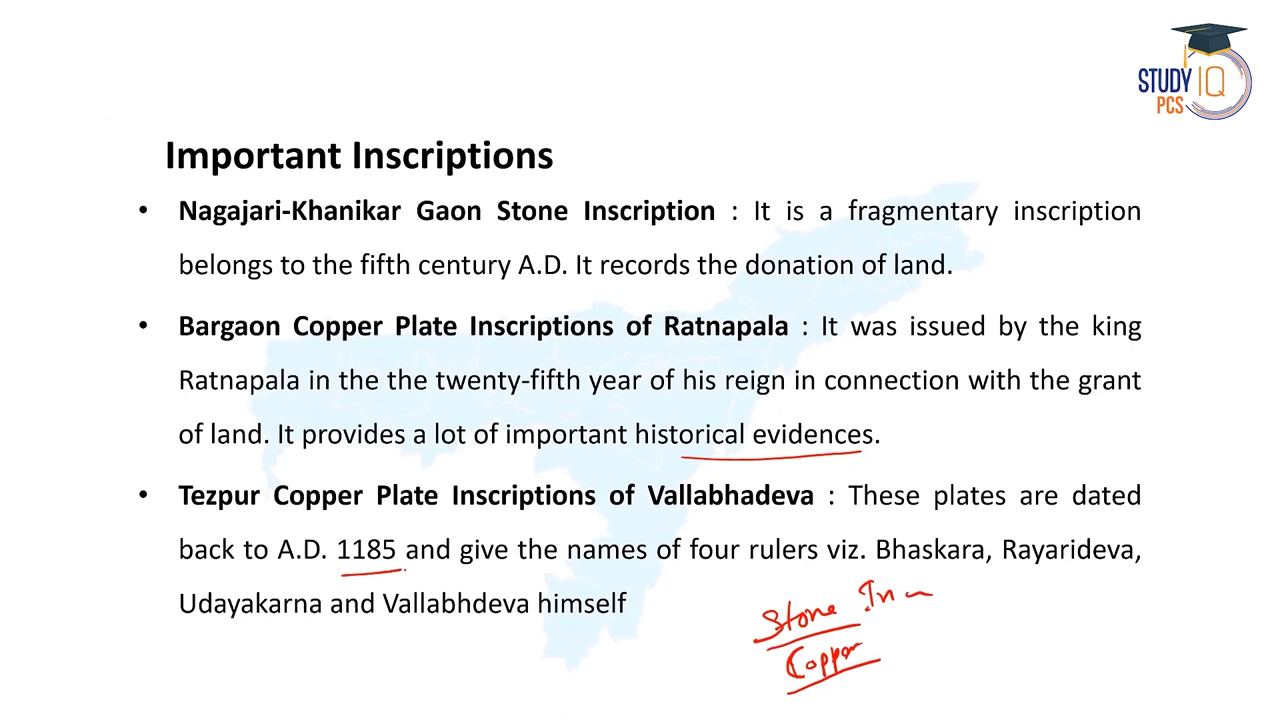 STUDY IQ
PCS
Important Inscriptions
• Nagajari-Khanikar Gaon Stone Inscription : It is a fragmentary inscription
belongs to the fifth century A.D. It records the donation of land.
• Bargaon Copper Plate Inscriptions of Ratnapala : It was issued by the king
Ratnapala in the the twenty-fifth year of his reign in connection with the grant
of land. It provides a lot of important historical evidences.
• Tezpur Copper Plate Inscriptions of Vallabhadeva : These plates are dated
back to A.D. 1185 and give the names of four rulers viz. Bhaskara, Rayarideva,
Udayakarna and Vallabhdeva himself
Stone In
Copper